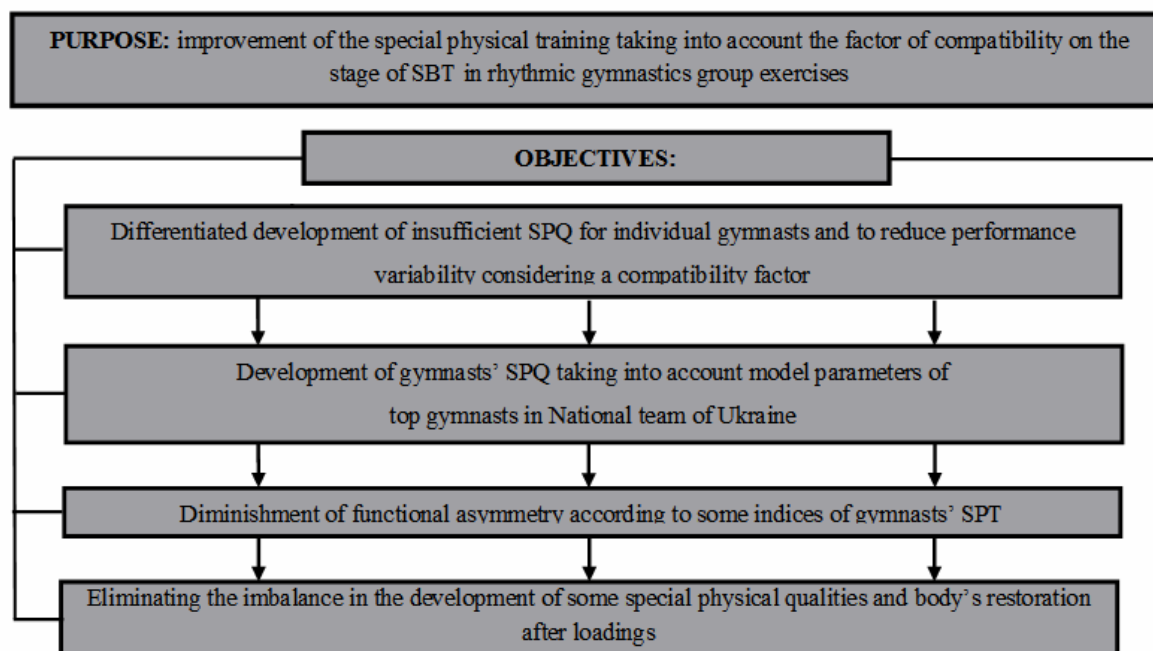 PURPOSE: improvement of the special physical training taking into account the factor of compatibility on the
stage of SBT in rhythmic gymnastics group exercises
OBJECTIVES:
Differentiated development of insufficient SPQ for individual gymnasts and to reduce performance
variability considering a compatibility factor
Development of gymnasts’ SPQ taking into account model parameters of
top gymnasts in National team of Ukraine
Diminishment of functional asymmetry according to some indices of gymnasts’ SPT
Eliminating the imbalance in the development of some special physical qualities and body’s restoration
after loadings